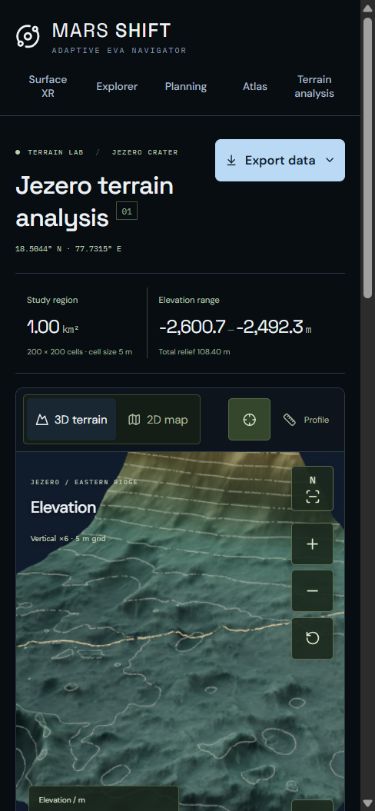 MARS SHIFT
ADAPTIVE EVA NAVIGATOR
Surface XR
Explorer
Planning
Atlas
Terrain analysis
TERRAIN LAB / JEZERO CRATER
Export data
Jezero terrain
analysis 01
18.5044° N · 77.7315° E
Study region
1.00 km²
200 × 200 cells · cell size 5 m
Elevation range
-2,600.7 – -2,492.3 m
Total relief 108.40 m
3D terrain
2D map
Profile
JEZERO / EASTERN RIDGE
Elevation
Vertical ×6 · 5 m grid
N
Elevation / m